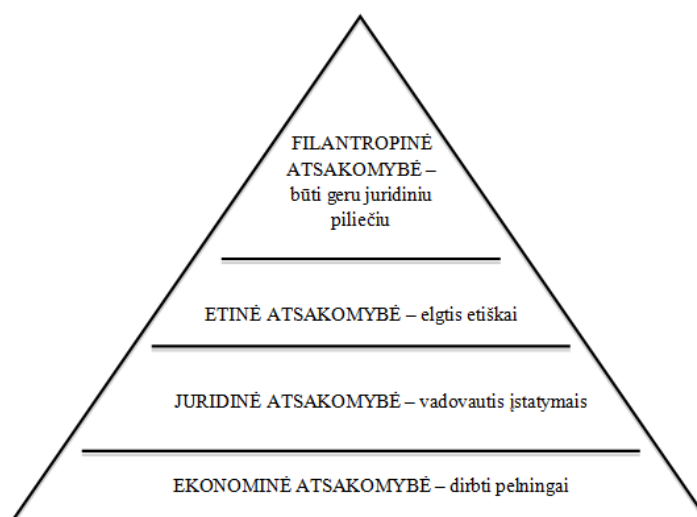 FILANTROPINĖ
ATSAKOMYBĖ –
būti geru juridiniu
piliečiu
ETINĖ ATSAKOMYBĖ – elgtis etiškai
JURIDINĖ ATSAKOMYBĖ – vadovautis įstatymais
EKONOMINĖ ATSAKOMYBĖ – dirbti pelningai